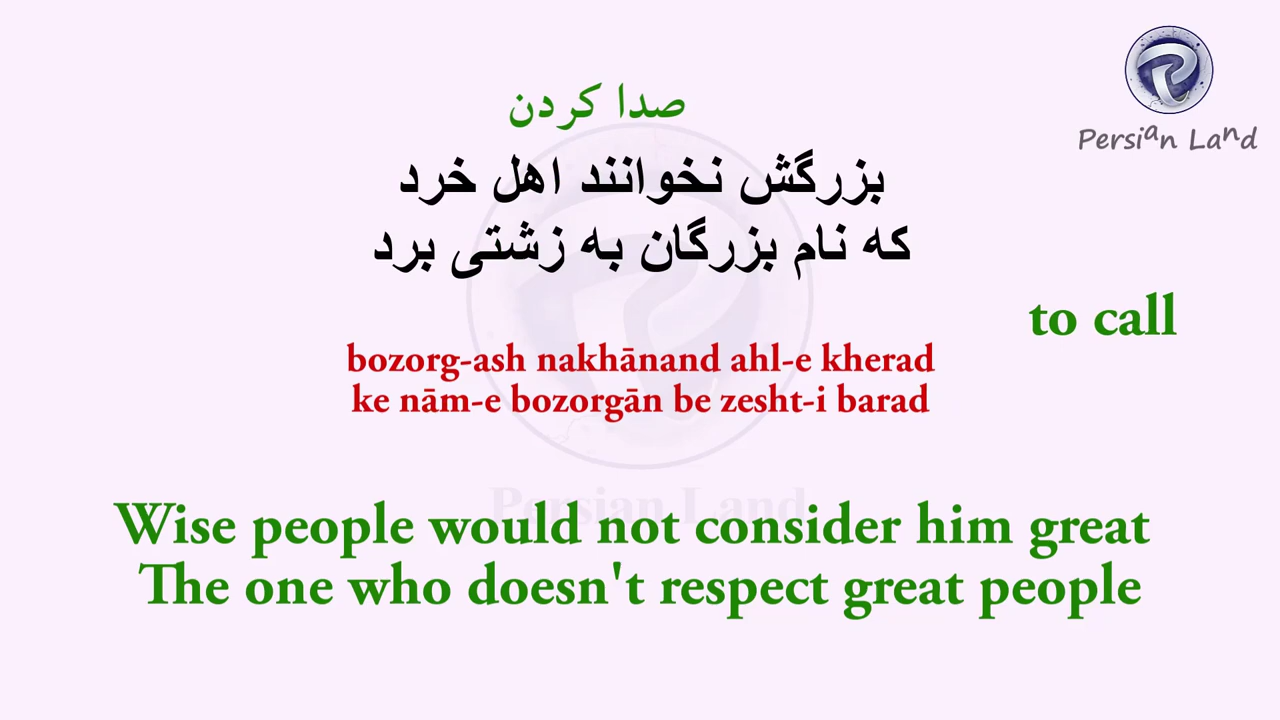 Persian Land
صدا کردن
بزرگش نخوانند اهل خرد
که نام بزرگان به زشتی برد
to call
bozorg-ash nakhānand ahl-e kherad
ke nām-e bozorgān be zesht-i barad
Persian Land
Wise people would not consider him great
The one who doesn't respect great people